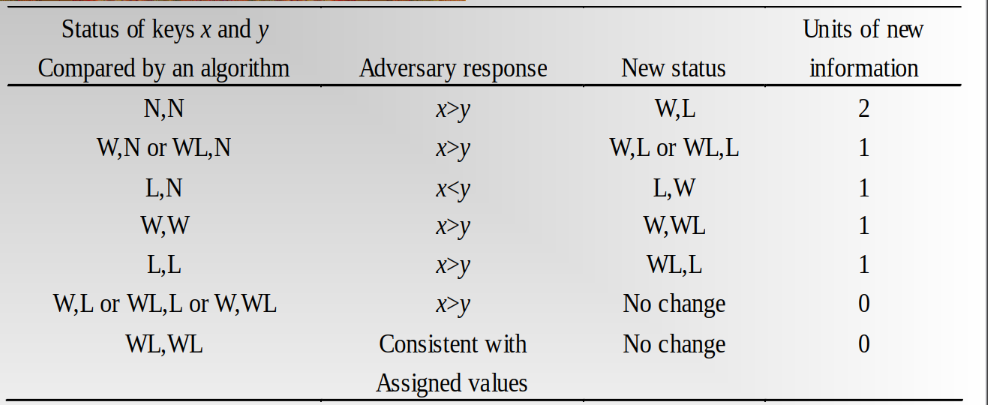 Status of keys x and y Units of new
Compared by an algorithm Adversary response New status information
N,N x>y W,L 2
W,N or WL,N x>y W,L or WL,L 1
L,N x<y L,W 1
W,W x>y W,WL 1
L,L x>y WL,L 1
W,L or WL,L or W,WL x>y No change 0
WL,WL Consistent with No change 0
Assigned values